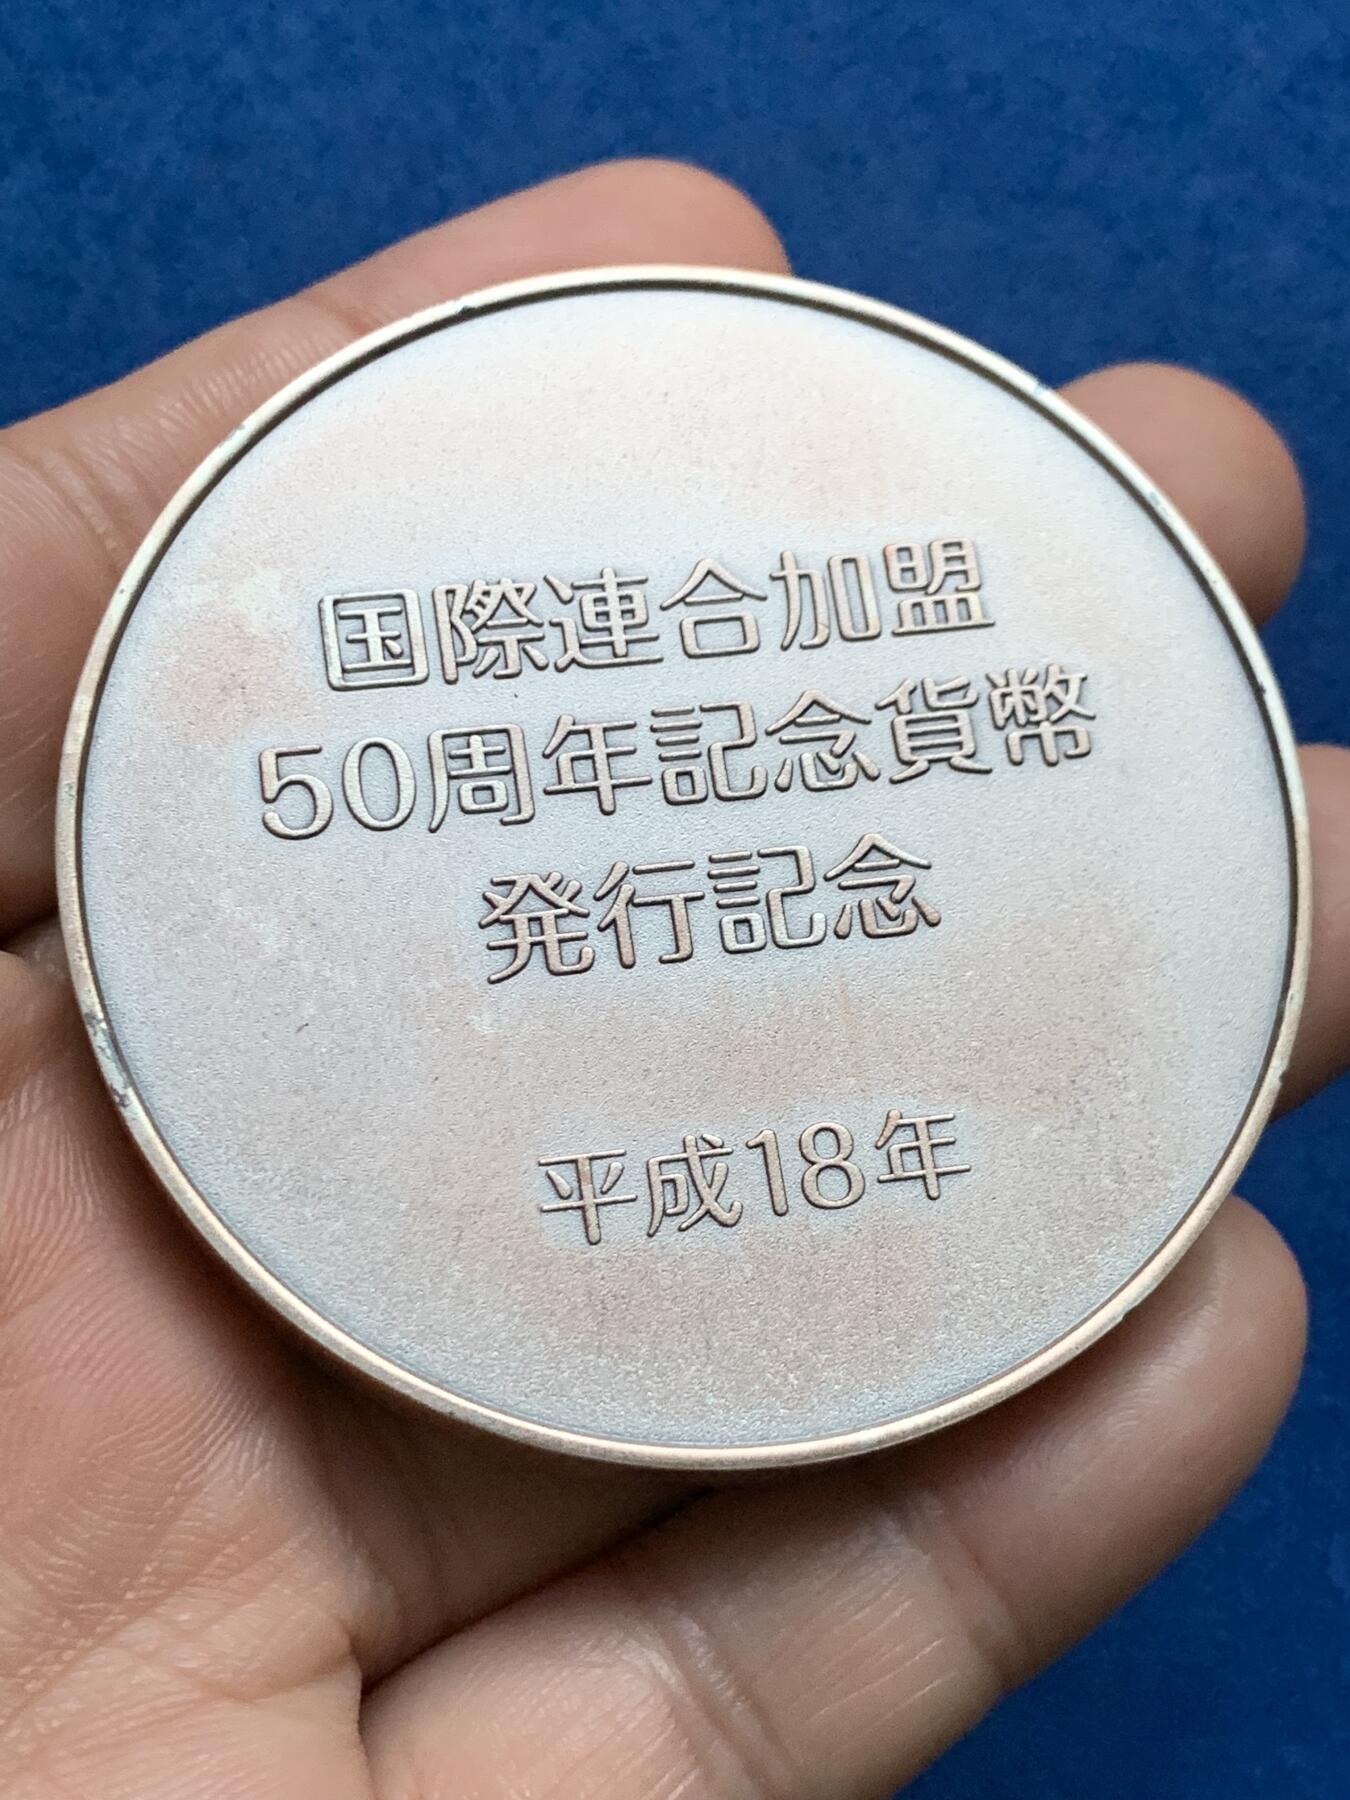 国際連合加盟
50周年記念貨幣
発行記念
平成18年